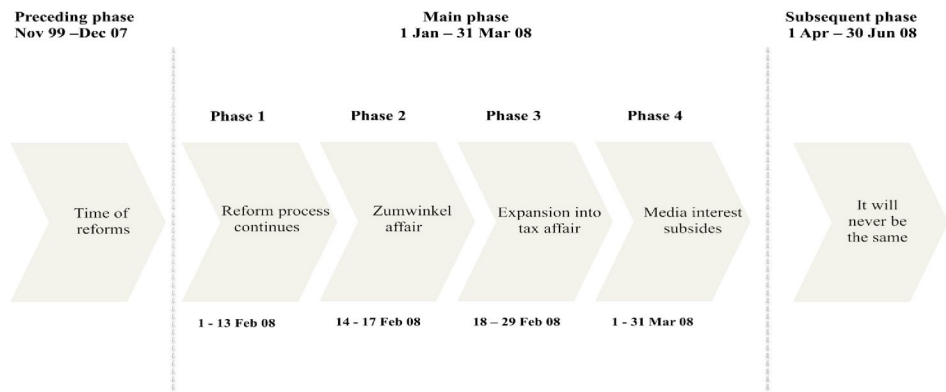 Preceding phase
Nov 99 –Dec 07
Main phase
1 Jan – 31 Mar 08
Subsequent phase
1 Apr – 30 Jun 08
Phase 1
Phase 2
Phase 3
Phase 4
Time of
reforms
Reform process
continues
Zumwinkel
affair
Expansion into
tax affair
Media interest
subsides
It will
never be
the same
1 - 13 Feb 08
14 - 17 Feb 08
18 – 29 Feb 08
1 - 31 Mar 08